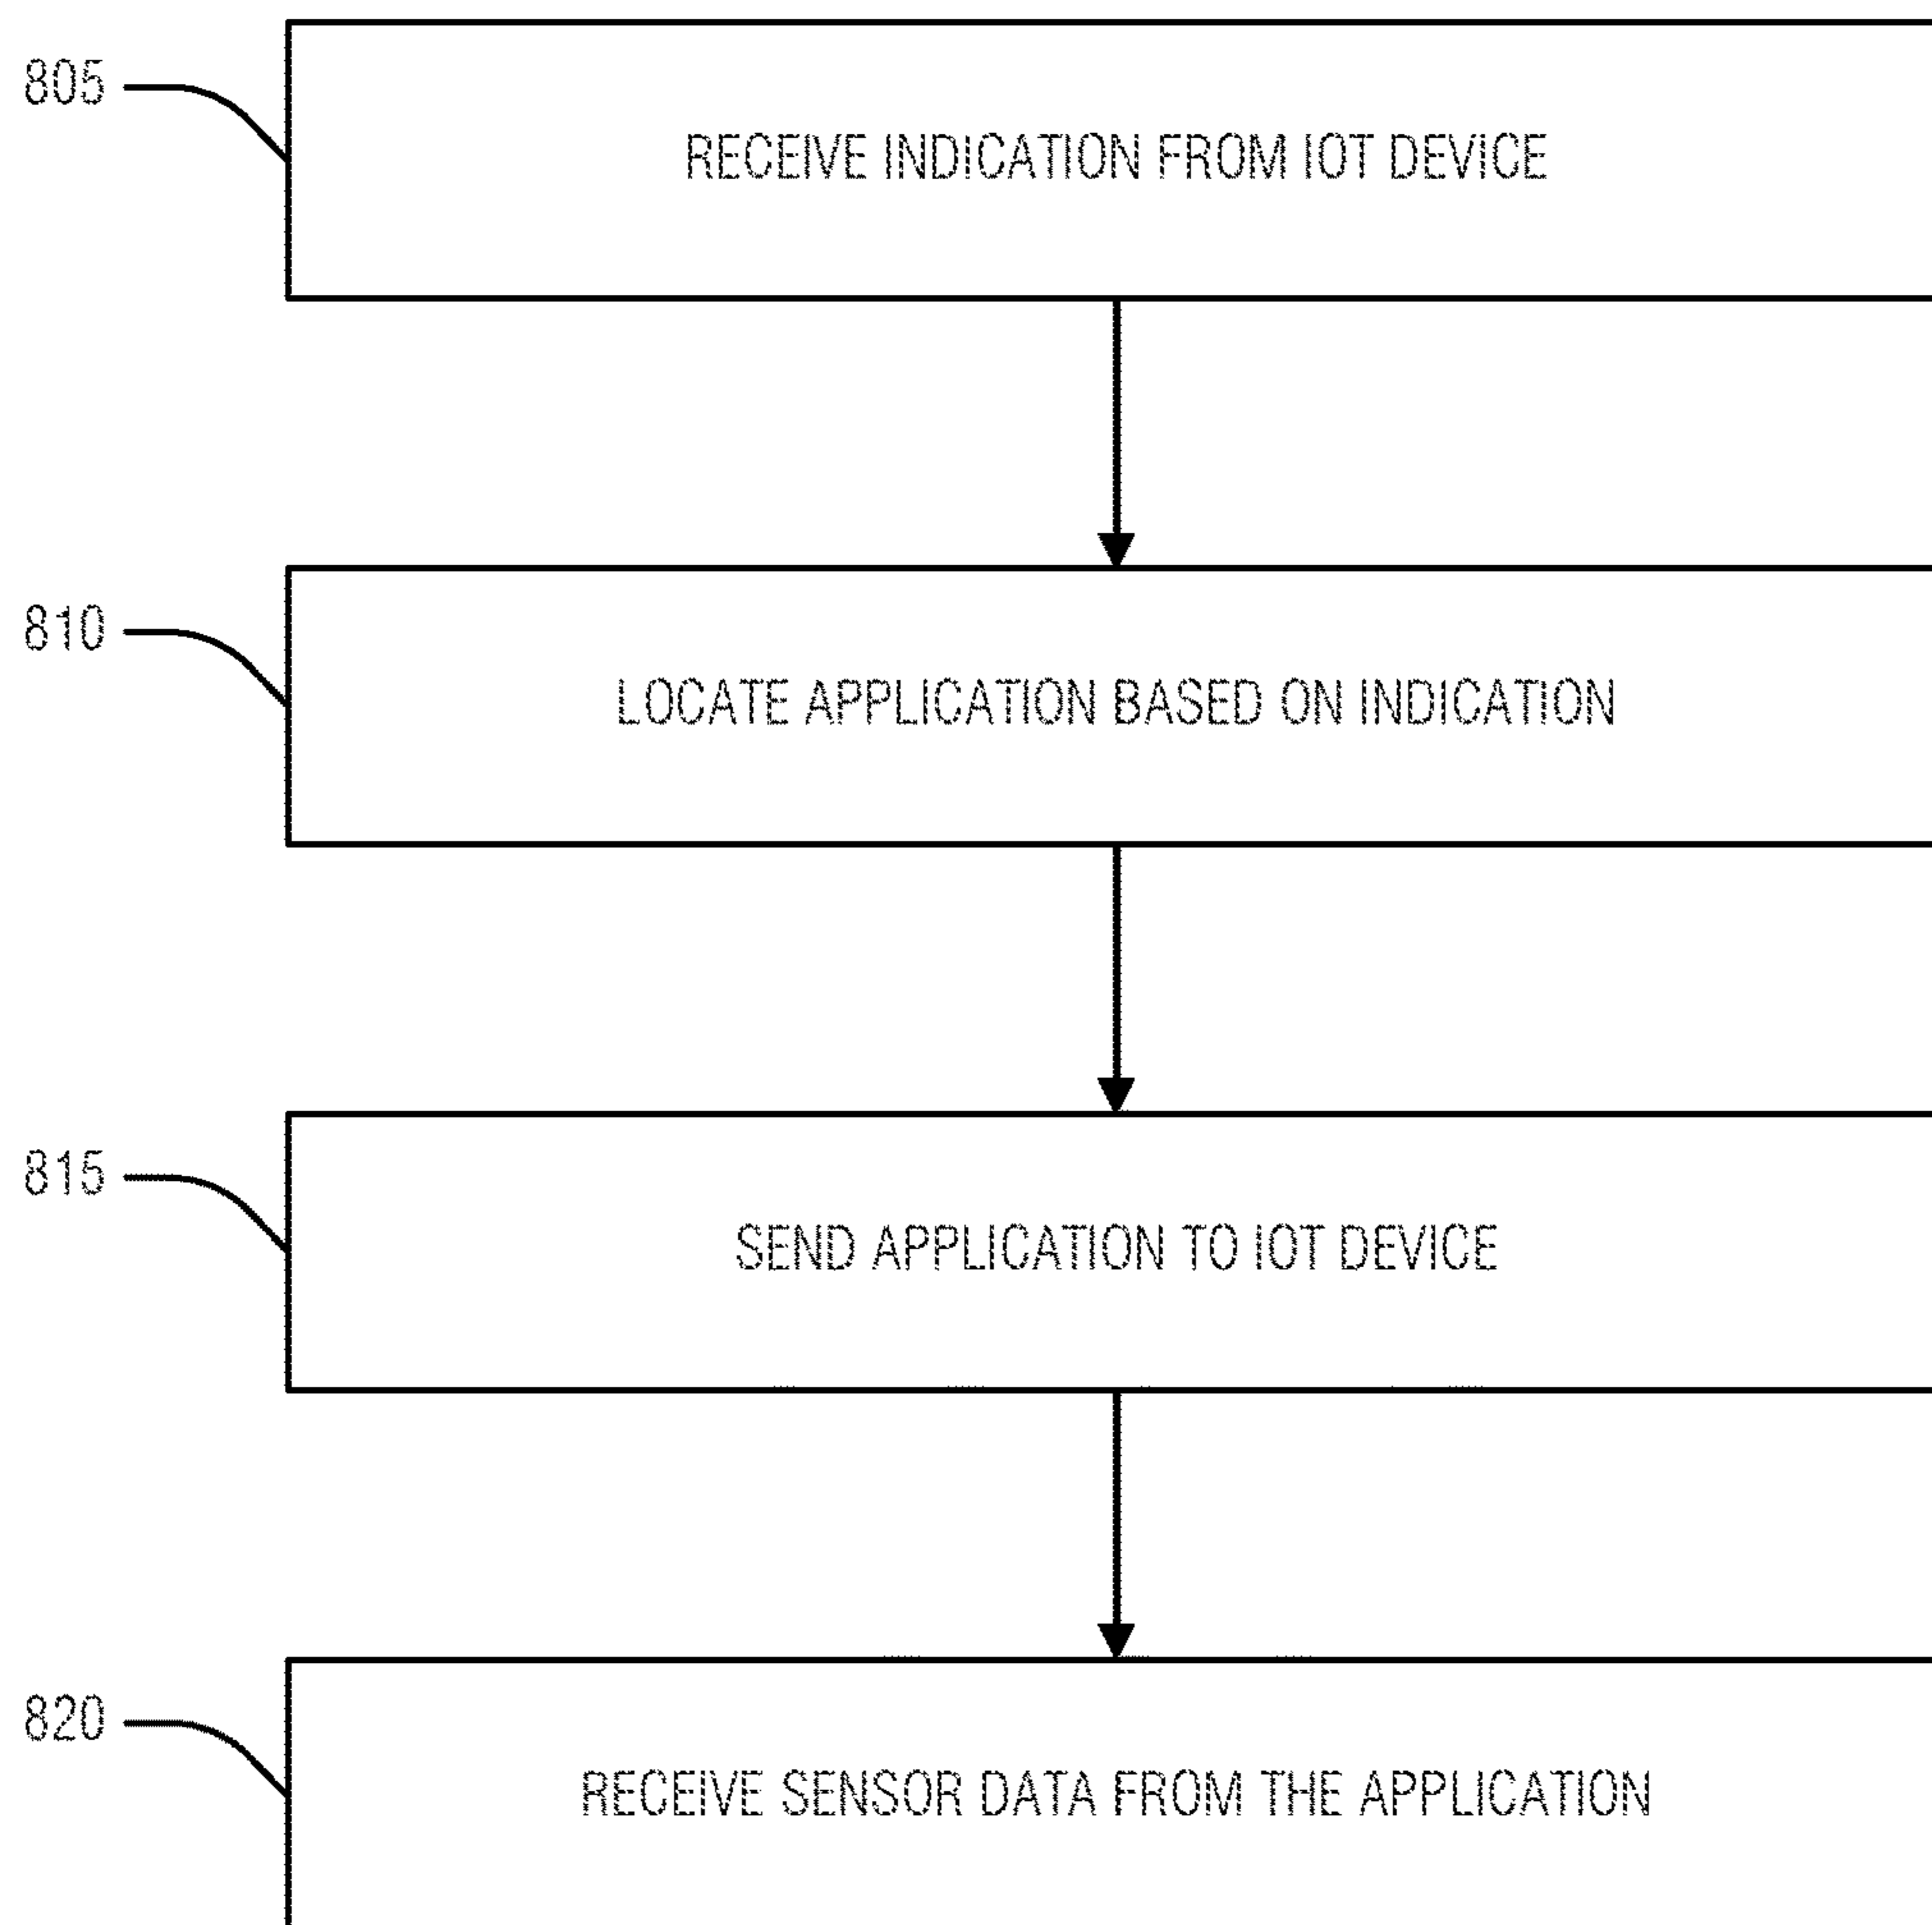 805
RECEIVE INDICATION FROM IOT DEVICE
810
LOCATE APPLICATION BASED ON INDICATION
815
SEND APPLICATION TO IOT DEVICE
820
RECEIVE SENSOR DATA FROM THE APPLICATION